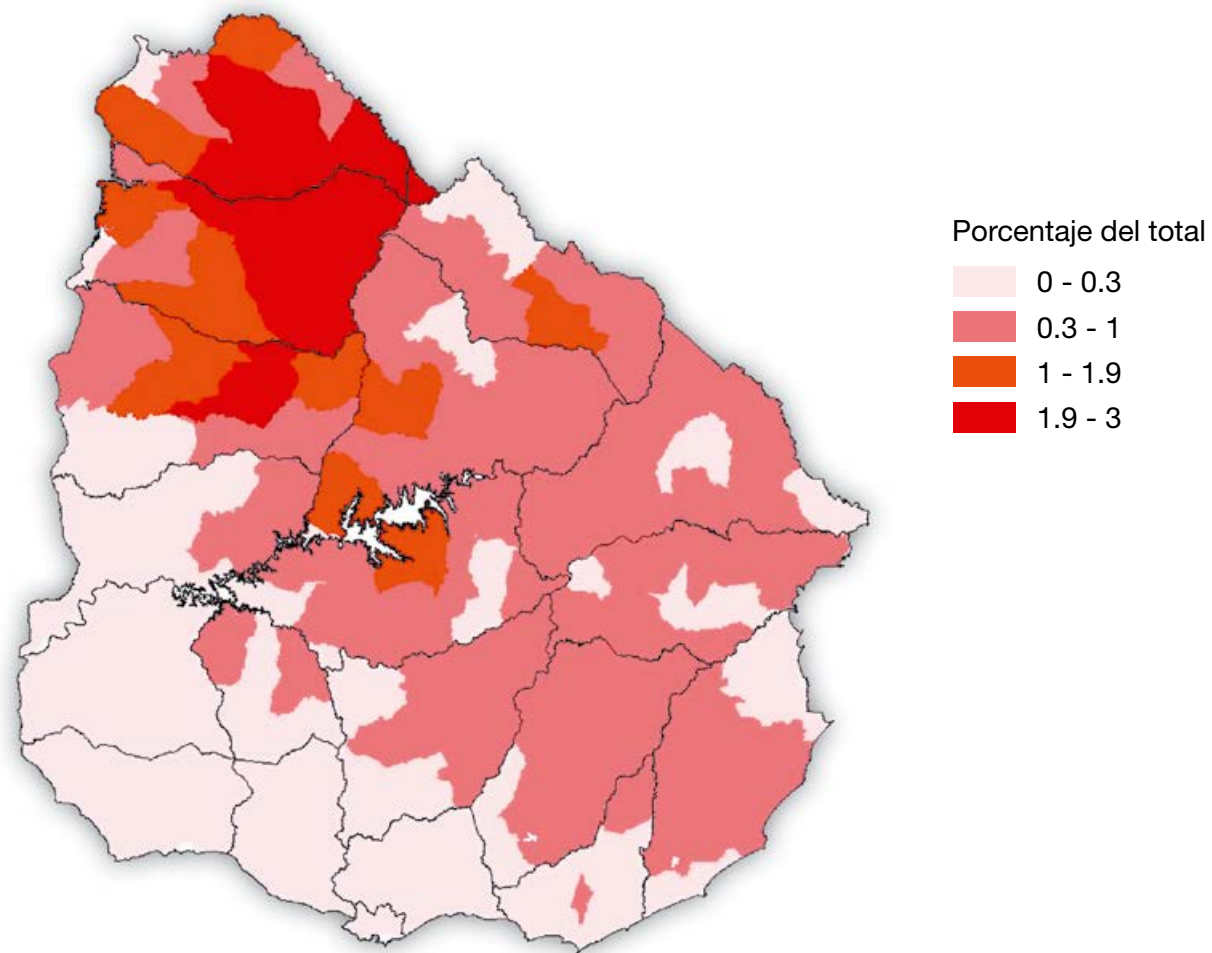 Porcentaje del total
0 - 0.3
0.3 - 1
1 - 1.9
1.9 - 3